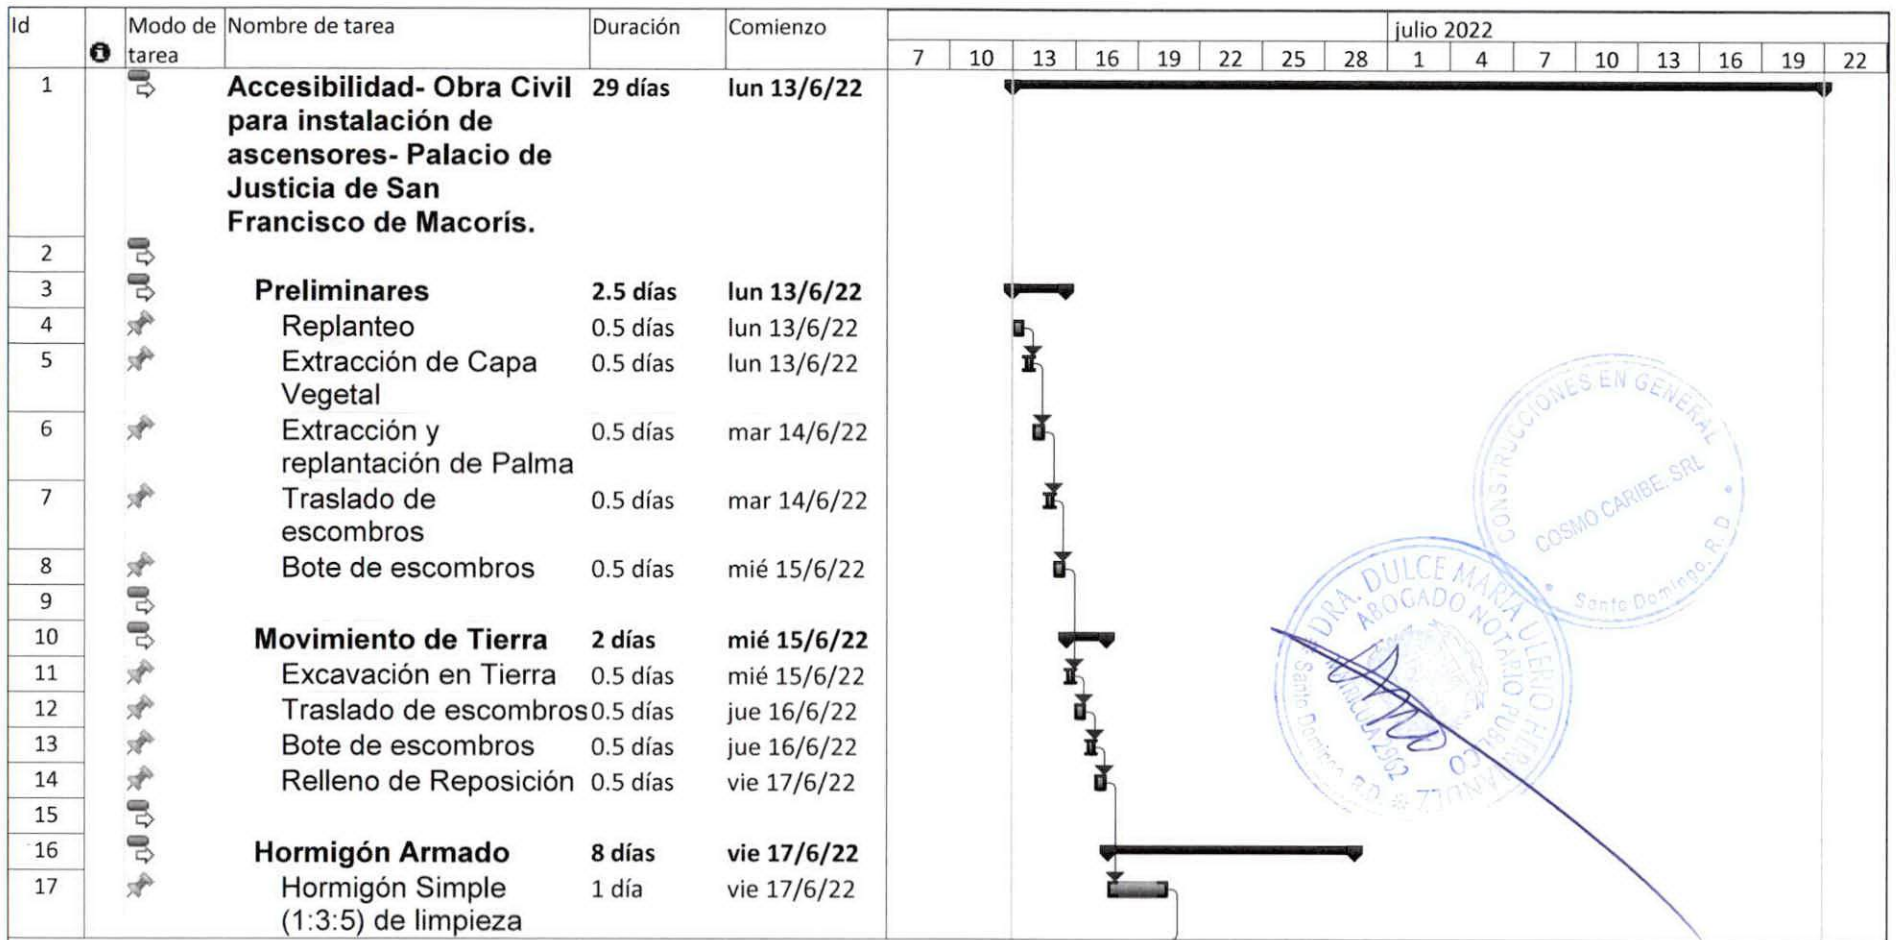 Id Modo de Nombre de tarea Duración Comienzo julio 2022
tarea 7 10 13 16 19 22 25 28 1 4 7 10 13 16 19 22
1 Accesibilidad- Obra Civil 29 días lun 13/6/22
para instalación de
ascensores- Palacio de
Justicia de San
Francisco de Macorís.
2
3 Preliminares 2.5 días lun 13/6/22
4 Replanteo 0.5 días lun 13/6/22
5 Extracción de Capa 0.5 días lun 13/6/22
Vegetal
6 Extracción y 0.5 días mar 14/6/22
replantación de Palma
7 Traslado de 0.5 días mar 14/6/22
escombros
8 Bote de escombros 0.5 días mié 15/6/22
9
10 Movimiento de Tierra 2 días mié 15/6/22
11 Excavación en Tierra 0.5 días mié 15/6/22
12 Traslado de escombros 0.5 días jue 16/6/22
13 Bote de escombros 0.5 días jue 16/6/22
14 Relleno de Reposición 0.5 días vie 17/6/22
15
16 Hormigón Armado 8 días vie 17/6/22
17 Hormigón Simple 1 día vie 17/6/22
(1:3:5) de limpieza
CONSTRUCCIONES EN GENERAL
COSMO CARIBE, SRL
Santo Domingo, R.D.
DRA. DULCE MARIA ULERIO HERNANDEZ
ABOGADO NOTARIO PUBLICO
MATRICULA 2962
Santo Domingo, R.D.